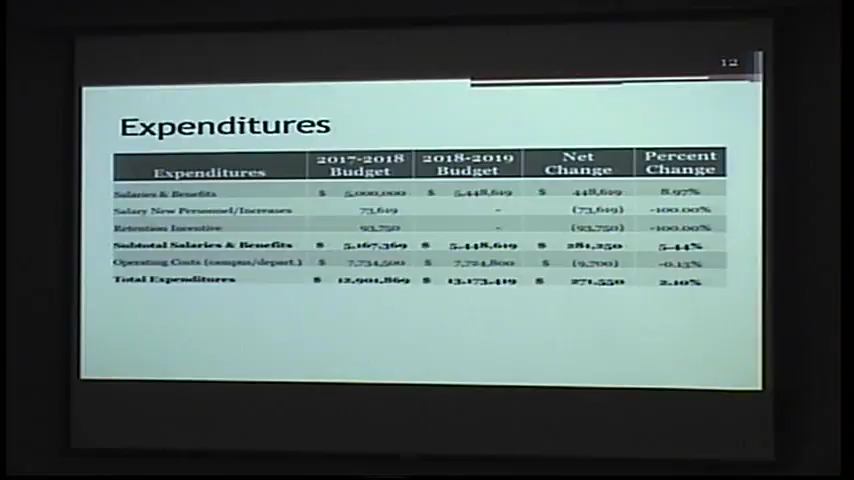 12
Expenditures
Expenditures 2017-2018 Budget 2018-2019 Budget Net Change Percent Change
Salaries & Benefits $ 5,000,000 $ 5,448,619 $ 448,619 8.97%
Salary New Personnel/Increases 73,619 - (73,619) -100.00%
Retention Incentive 93,750 - (93,750) -100.00%
Subtotal Salaries & Benefits $ 5,167,369 $ 5,448,619 $ 281,250 5.44%
Operating Costs (campus/depart.) $ 7,734,500 $ 7,724,800 $ (9,700) -0.13%
Total Expenditures $ 12,901,869 $ 13,173,419 $ 271,550 2.10%